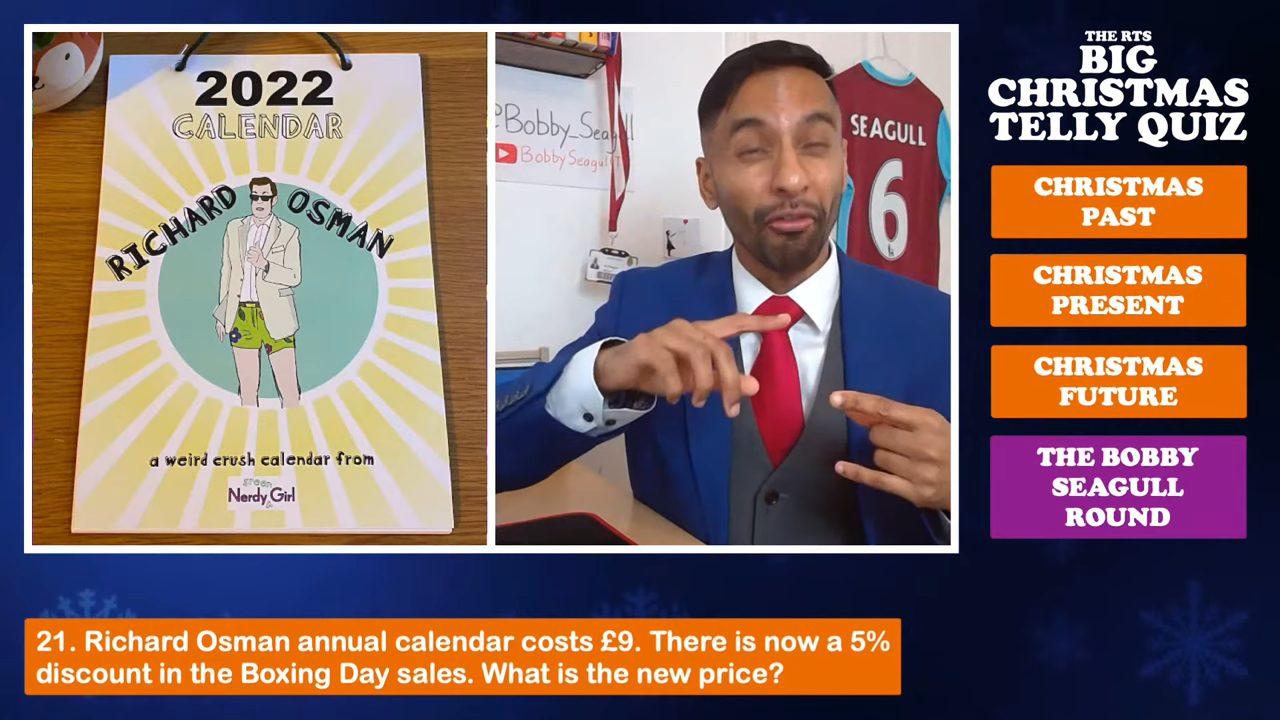 2022
CALENDAR
RICHARD OSMAN
a weird crush calendar from
green
Nerdy Girl
@Bobby_Seagull
BobbySeagull
SEAGULL
6
THE RTS
BIG
CHRISTMAS
TELLY QUIZ
CHRISTMAS
PAST
CHRISTMAS
PRESENT
CHRISTMAS
FUTURE
THE BOBBY
SEAGULL
ROUND
21. Richard Osman annual calendar costs £9. There is now a 5%
discount in the Boxing Day sales. What is the new price?